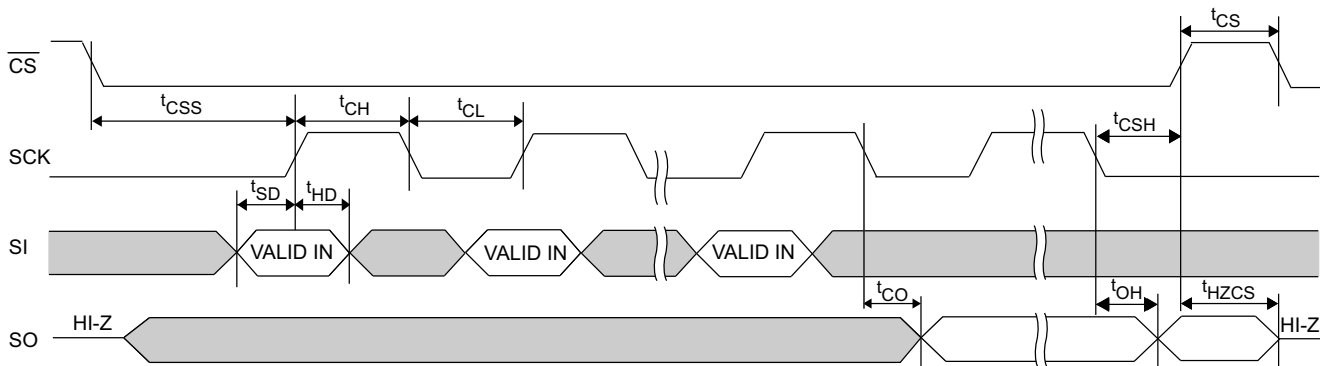 tCS
CS
tCSS
tCH
tCL
tCSH
SCK
tSD
tHD
SI
VALID IN
VALID IN
VALID IN
tCO
tOH
tHZCS
SO
HI-Z
HI-Z